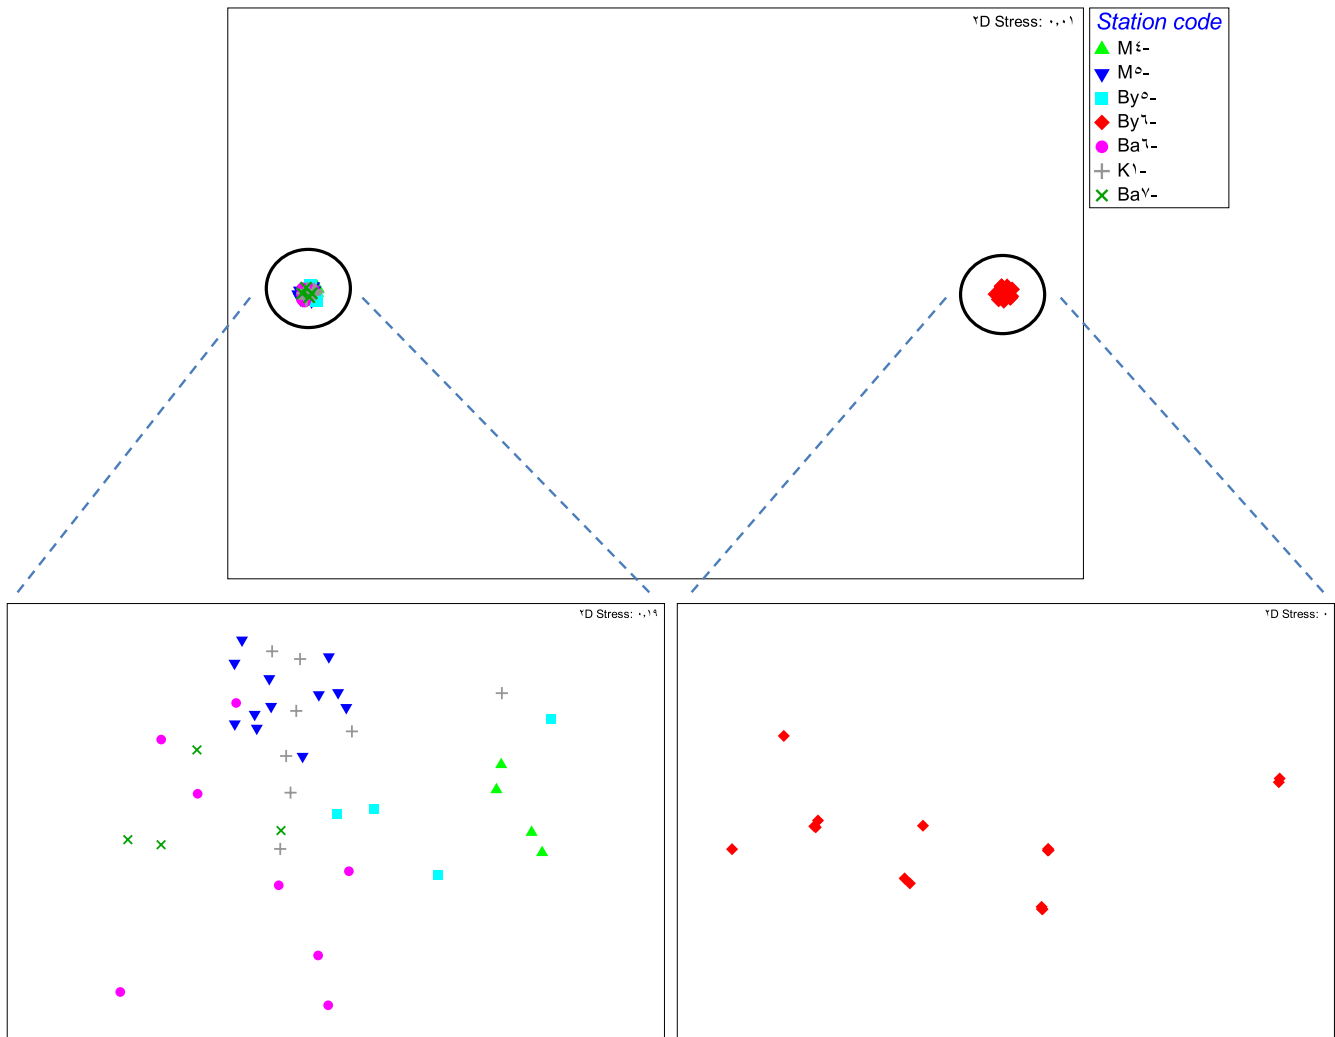 ٢D Stress: ٠,٠١
Station code
M٤-
M٥-
By٥-
By٦-
Ba٦-
K١-
Ba٧-
٢D Stress: ٠,١٩
٢D Stress: ٠